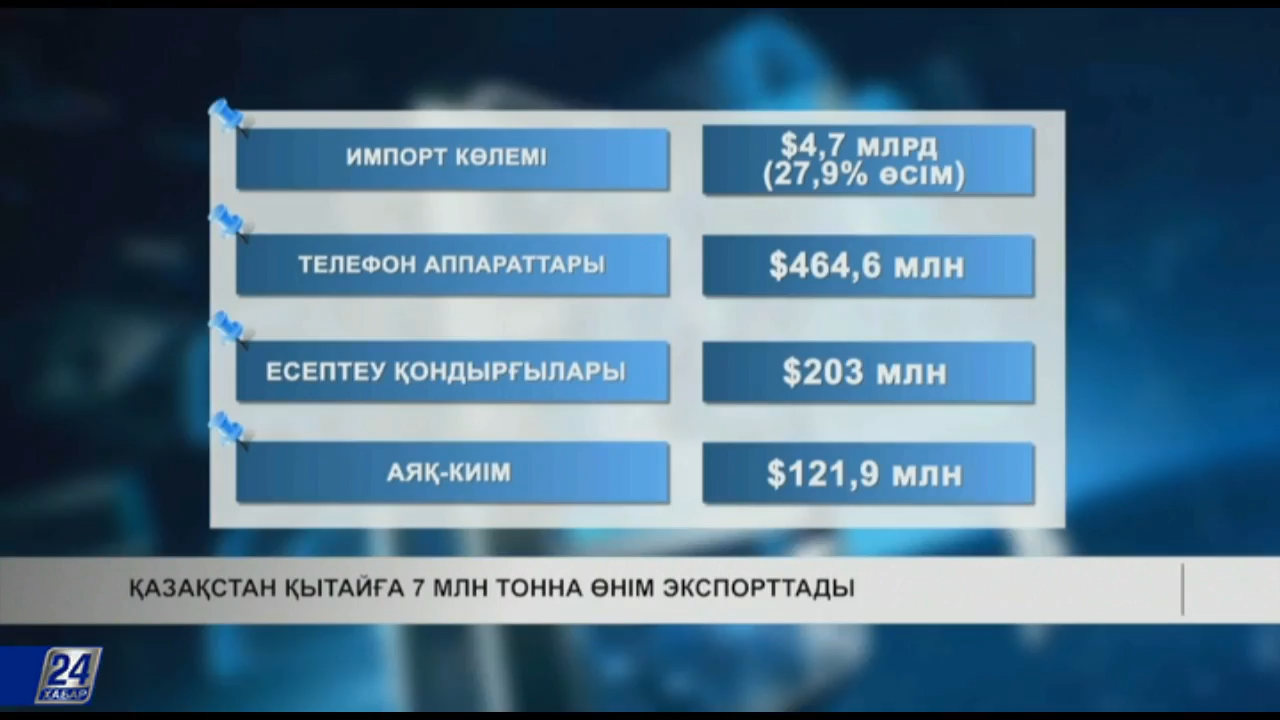 ИМПОРТ КӨЛЕМІ
$4,7 МЛРД
(27,9% ӨСІМ)
ТЕЛЕФОН АППАРАТТАРЫ
$464,6 МЛН
ЕСЕПТЕУ ҚОНДЫРҒЫЛАРЫ
$203 МЛН
АЯҚ-КИІМ
$121,9 МЛН
ҚАЗАҚСТАН ҚЫТАЙҒА 7 МЛН ТОННА ӨНІМ ЭКСПОРТТАДЫ
24
ХАБАР